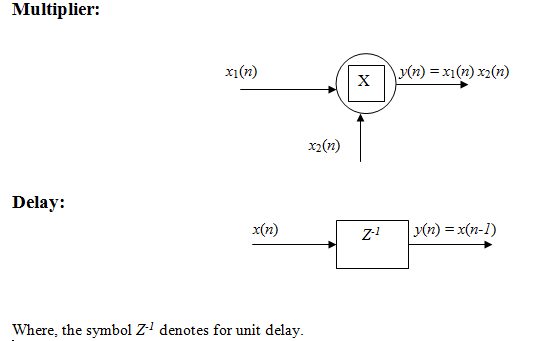 Multiplier:
x1(n)
X
y(n) = x1(n) x2(n)
x2(n)
Delay:
x(n)
Z-1
y(n) = x(n-1)
Where, the symbol Z-1 denotes for unit delay.